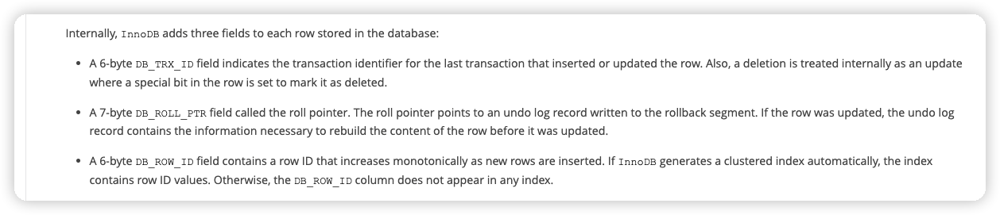 Internally, InnoDB adds three fields to each row stored in the database:
• A 6-byte DB_TRX_ID field indicates the transaction identifier for the last transaction that inserted or updated the row. Also, a deletion is treated internally as an update
where a special bit in the row is set to mark it as deleted.
• A 7-byte DB_ROLL_PTR field called the roll pointer. The roll pointer points to an undo log record written to the rollback segment. If the row was updated, the undo log
record contains the information necessary to rebuild the content of the row before it was updated.
• A 6-byte DB_ROW_ID field contains a row ID that increases monotonically as new rows are inserted. If InnoDB generates a clustered index automatically, the index
contains row ID values. Otherwise, the DB_ROW_ID column does not appear in any index.